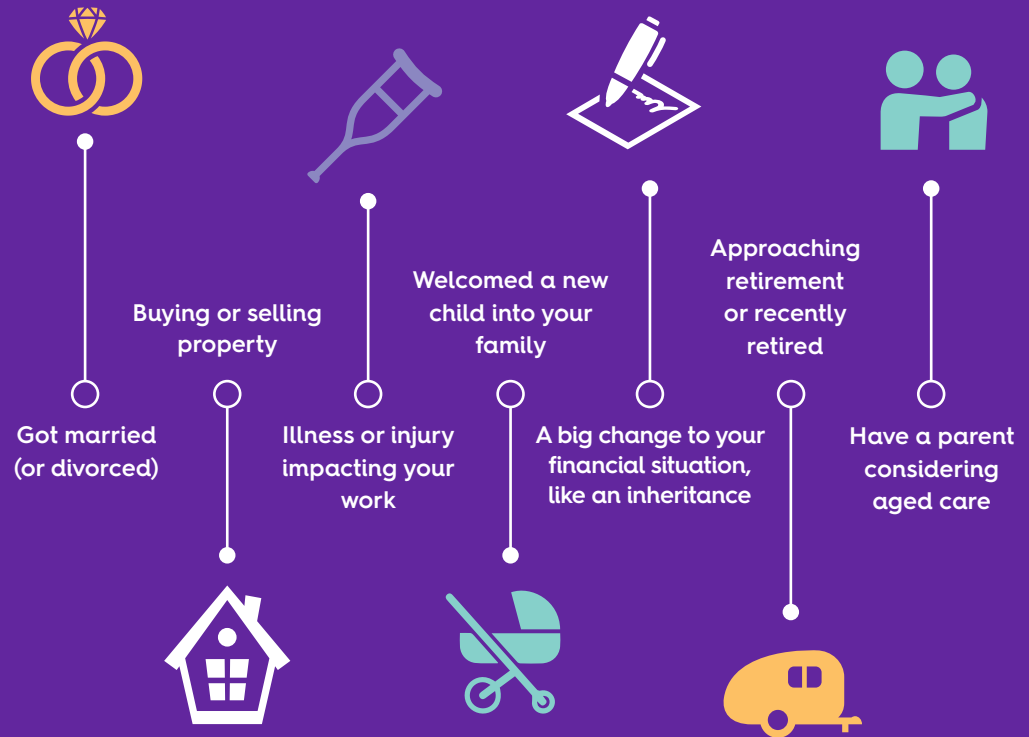 Got married
(or divorced)
Buying or selling
property
Illness or injury
impacting your
work
Welcomed a new
child into your
family
A big change to your
financial situation,
like an inheritance
Approaching
retirement
or recently
retired
Have a parent
considering
aged care